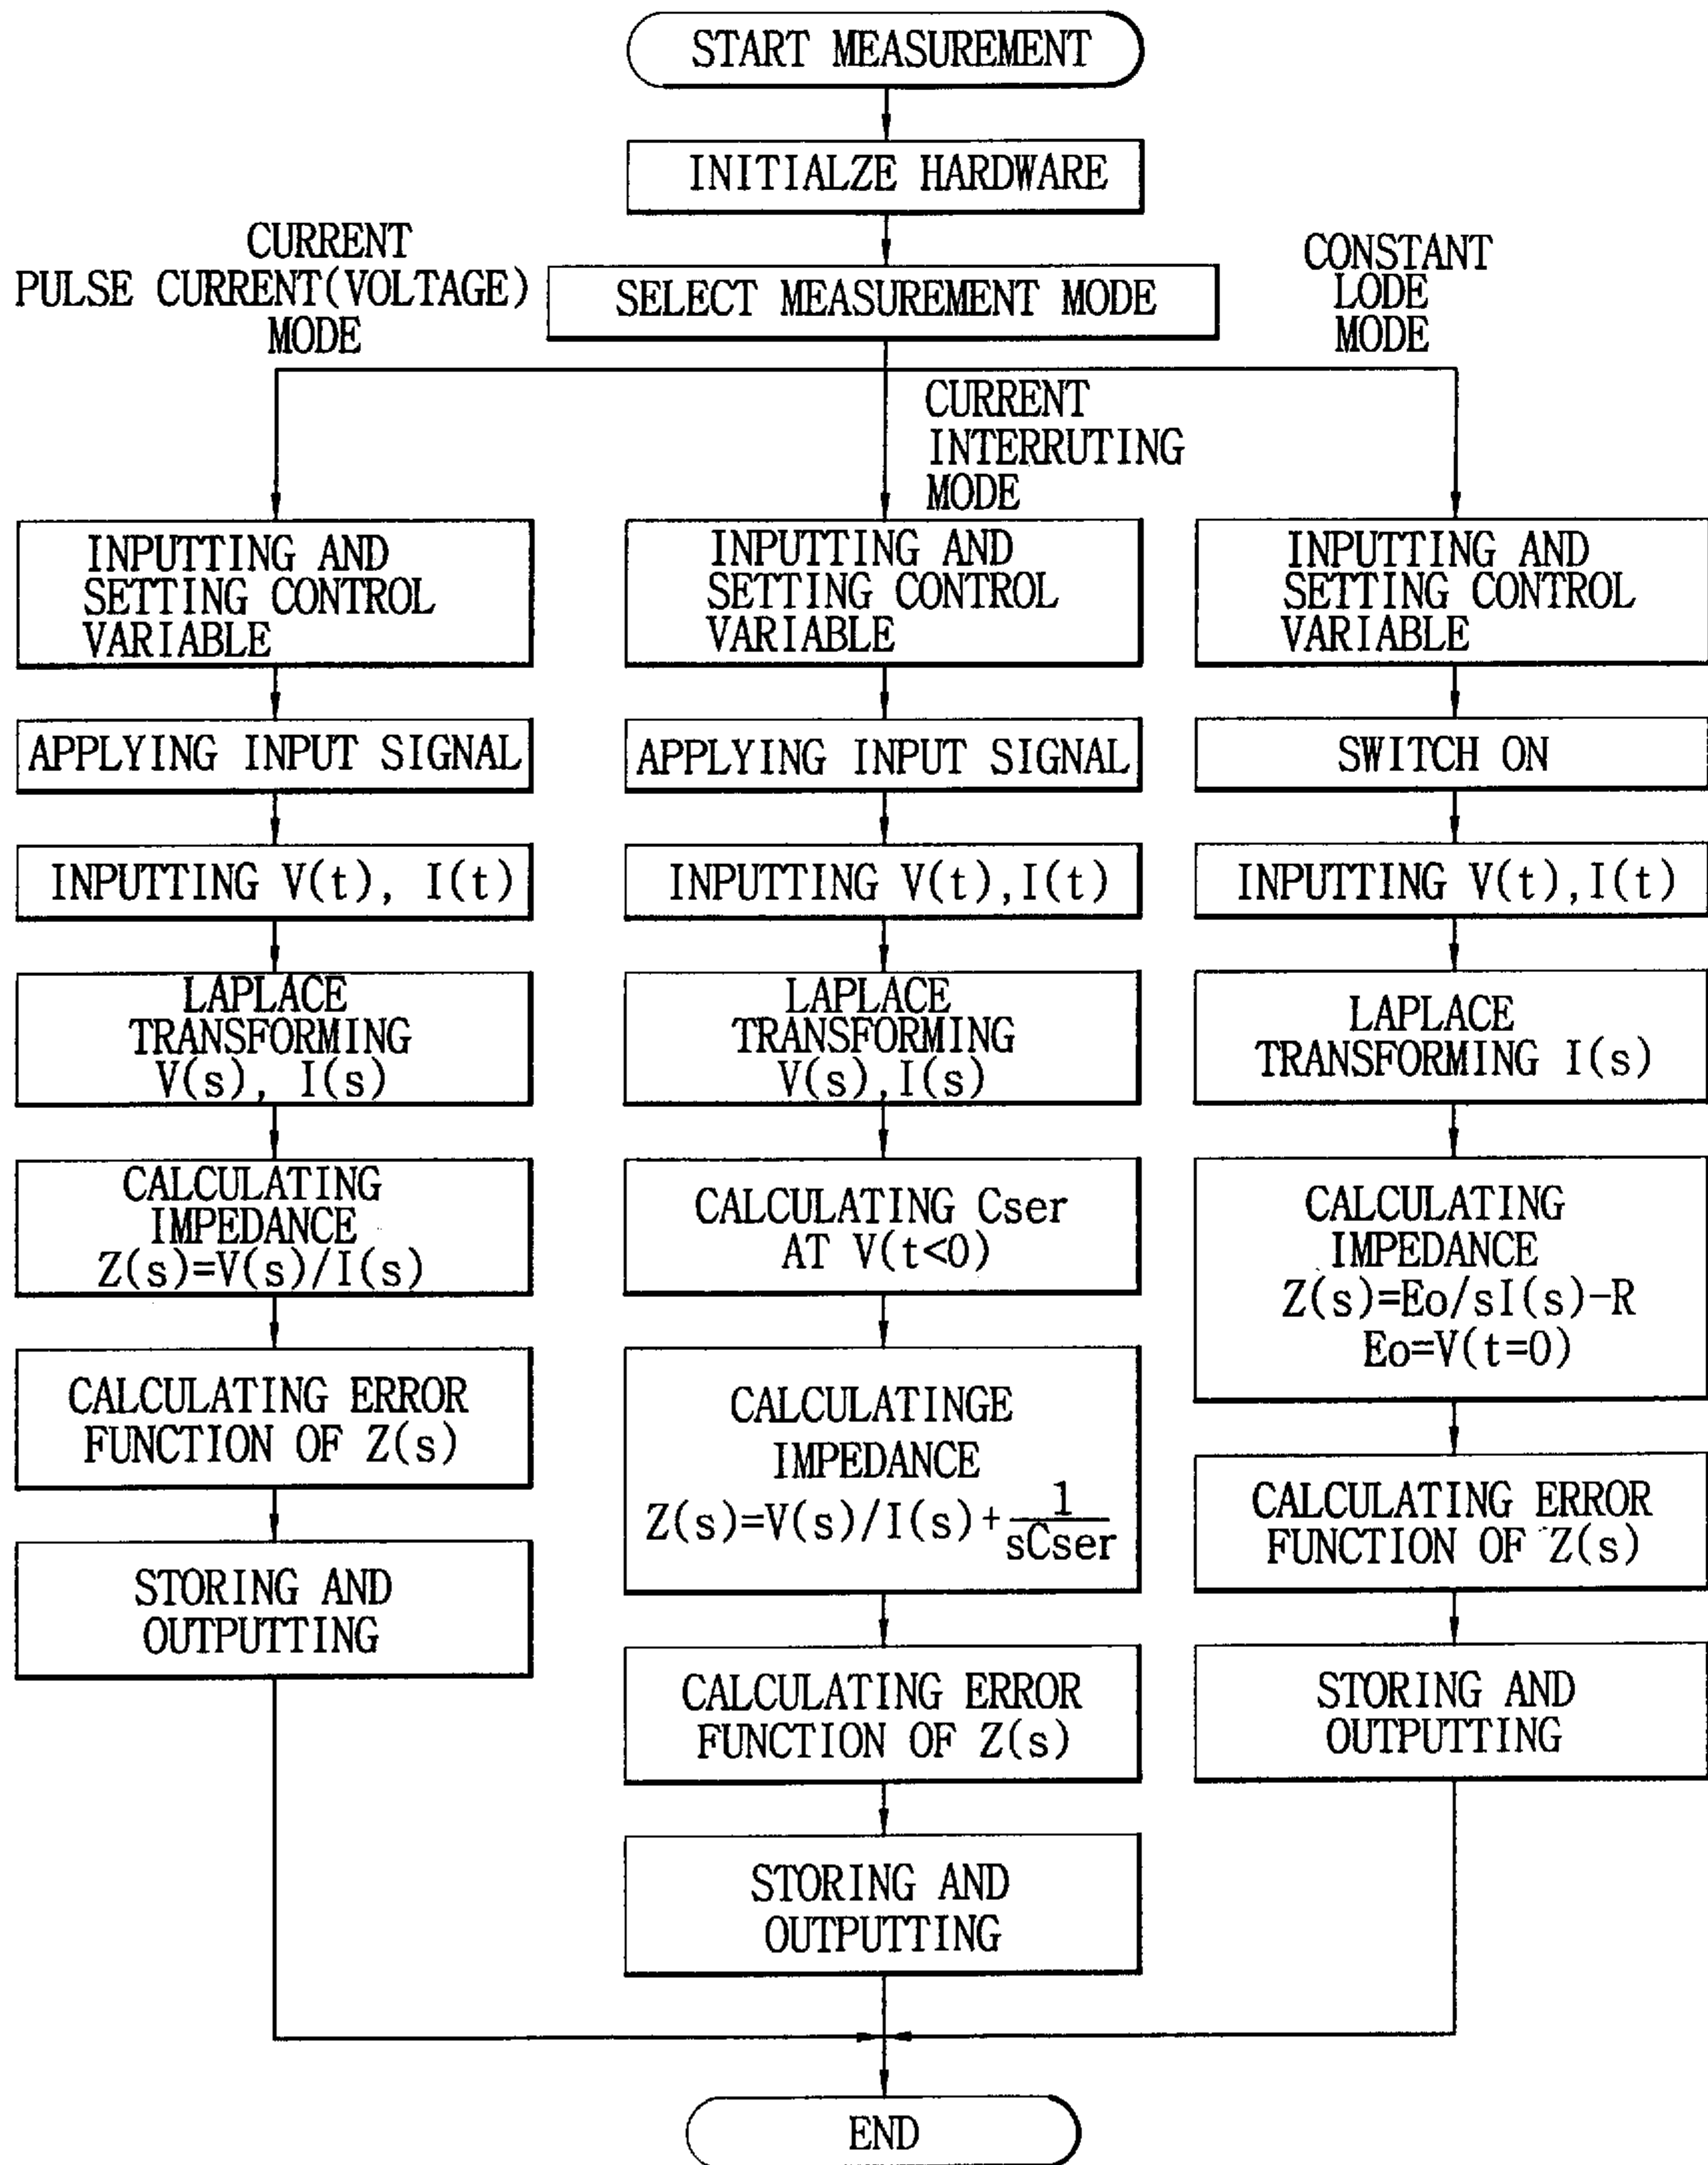 START MEASUREMENT
INITIALZE HARDWARE
SELECT MEASUREMENT MODE
CURRENT
PULSE CURRENT(VOLTAGE)
MODE
INPUTTING AND
SETTING CONTROL
VARIABLE
APPLYING INPUT SIGNAL
INPUTTING V(t), I(t)
LAPLACE
TRANSFORMING
V(s), I(s)
CALCULATING
IMPEDANCE
Z(s)=V(s)/I(s)
CALCULATING ERROR
FUNCTION OF Z(s)
STORING AND
OUTPUTTING
CURRENT
INTERRUTING
MODE
INPUTTING AND
SETTING CONTROL
VARIABLE
APPLYING INPUT SIGNAL
INPUTTING V(t),I(t)
LAPLACE
TRANSFORMING
V(s),I(s)
CALCULATING Cser
AT V(t<0)
CALCULATINGE
IMPEDANCE
Z(s)=V(s)/I(s)+1/sCser
CALCULATING ERROR
FUNCTION OF Z(s)
STORING AND
OUTPUTTING
CONSTANT
LODE
MODE
INPUTTING AND
SETTING CONTROL
VARIABLE
SWITCH ON
INPUTTING V(t),I(t)
LAPLACE
TRANSFORMING I(s)
CALCULATING
IMPEDANCE
Z(s)=Eo/sI(s)-R
Eo=V(t=0)
CALCULATING ERROR
FUNCTION OF Z(s)
STORING AND
OUTPUTTING
END